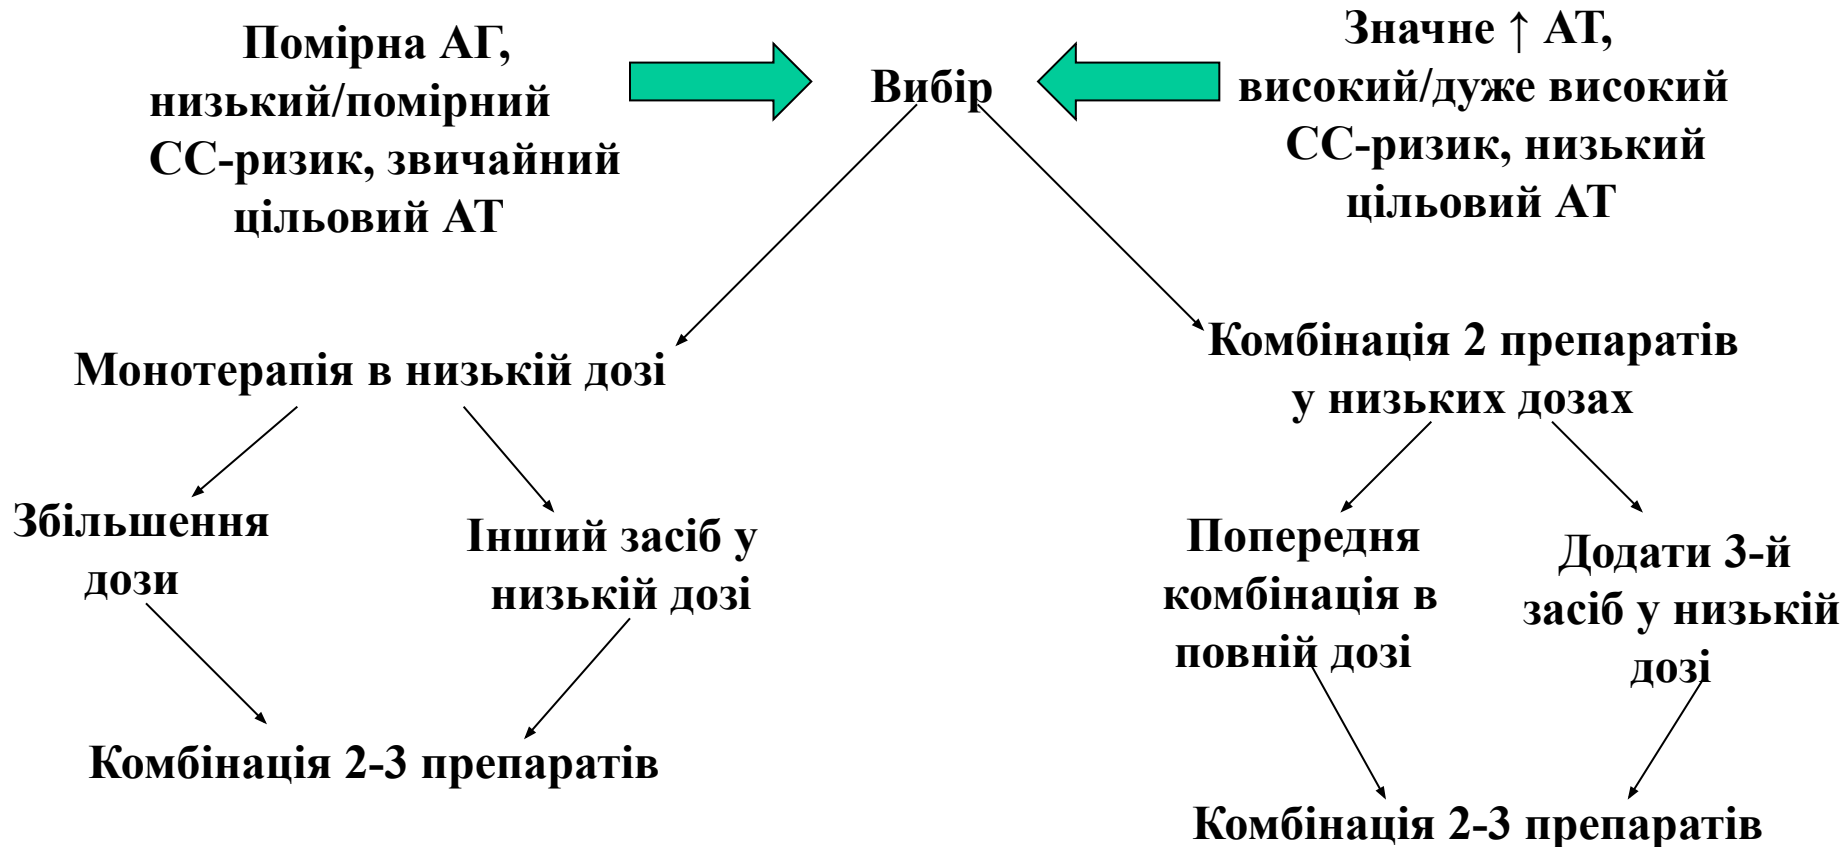 Помірна АГ,
низький/помірний
СС-ризик, звичайний
цільовий АТ
Вибір
Значне ↑ АТ,
високий/дуже високий
СС-ризик, низький
цільовий АТ
Монотерапія в низькій дозі
Комбінація 2 препаратів
у низьких дозах
Збільшення
дози
Інший засіб у
низькій дозі
Попередня
комбінація в
повній дозі
Додати 3-й
засіб у низькій
дозі
Комбінація 2-3 препаратів
Комбінація 2-3 препаратів